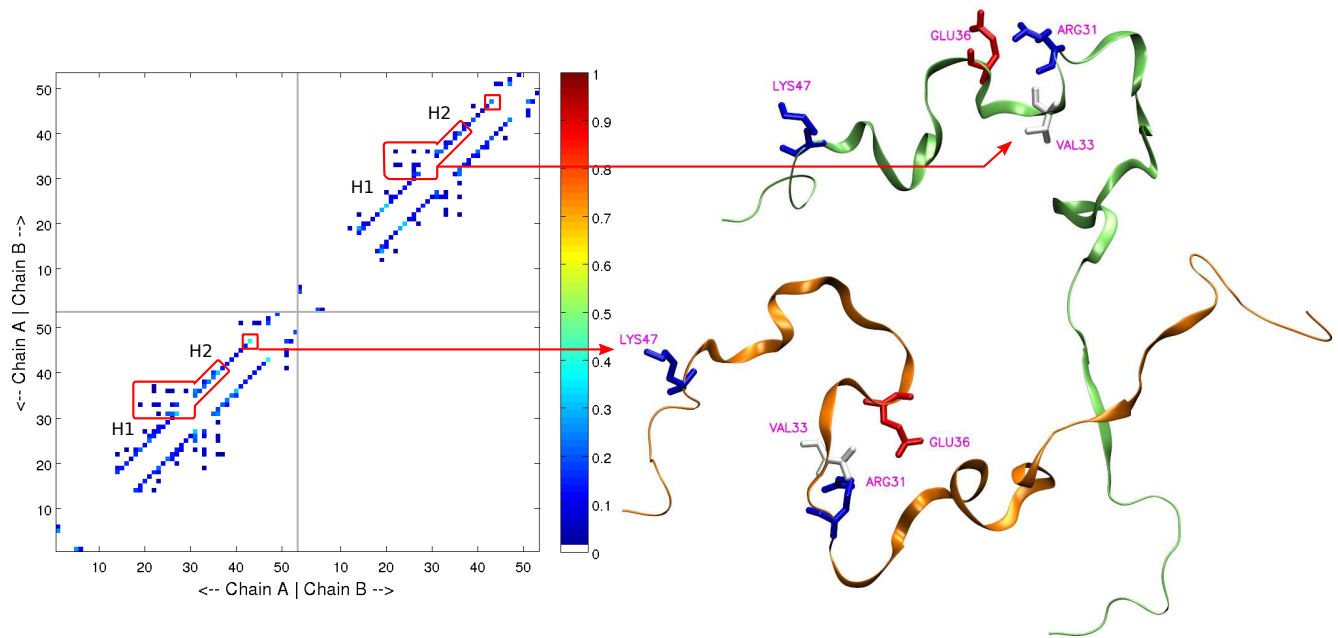 50
40
30
20
10
50
40
30
20
10
H2
H1
H2
H1
<-- Chain A | Chain B -->
10 20 30 40 50 10 20 30 40 50
<-- Chain A | Chain B -->
1
0.9
0.8
0.7
0.6
0.5
0.4
0.3
0.2
0.1
0
GLU36
ARG31
LYS47
VAL33
LYS47
VAL33
GLU36
ARG31